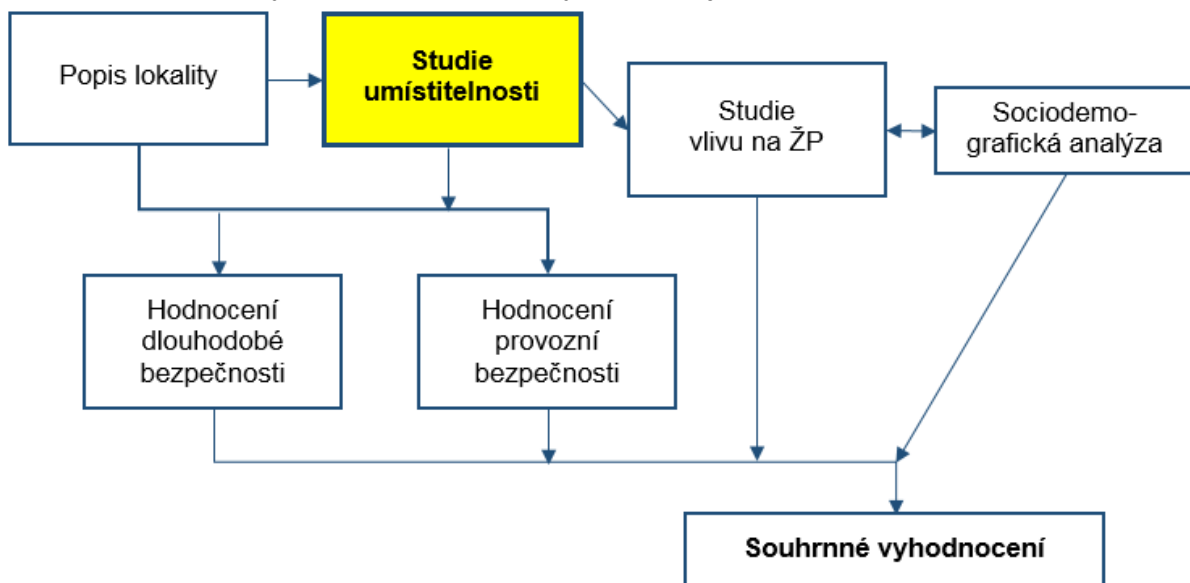 Popis lokality
Studie
umístitelnosti
Studie
vlivu na ŽP
Sociodemo-
grafická analýza
Hodnocení
dlouhodobé
bezpečnosti
Hodnocení
provozní
bezpečnosti
Souhrnné vyhodnocení